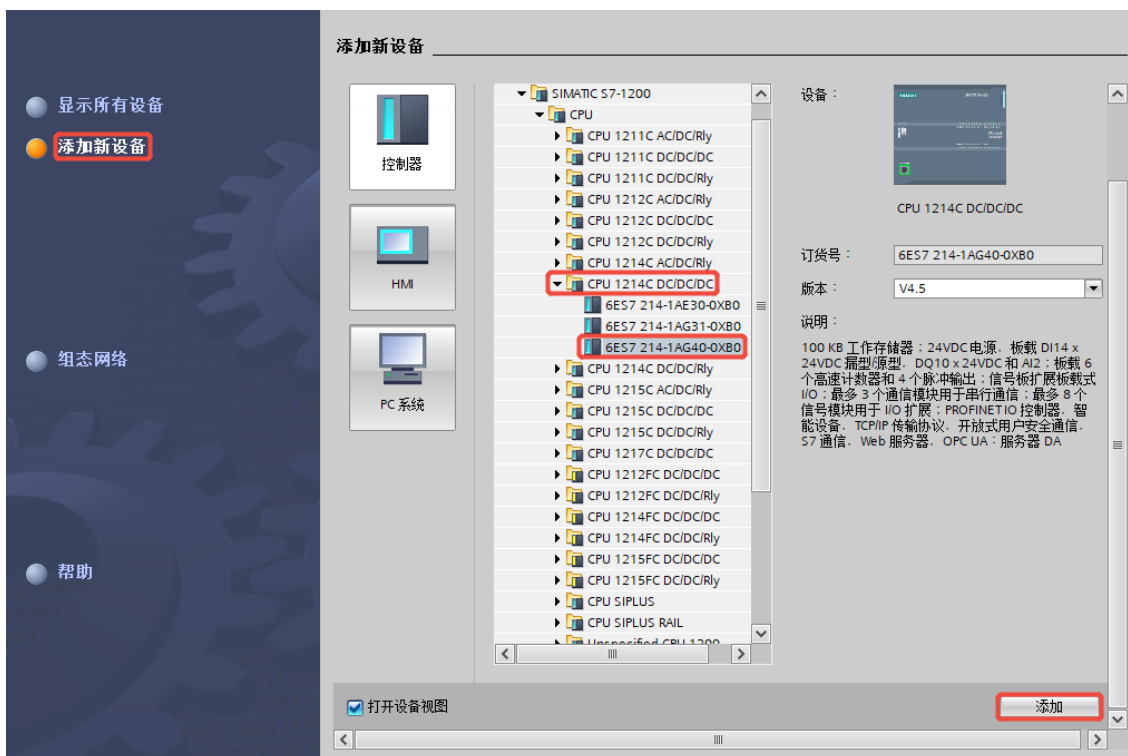 添加新设备
显示所有设备
添加新设备
组态网络
帮助
控制器
HMI
PC 系统
SIMATIC S7-1200
CPU
CPU 1211C AC/DC/Rly
CPU 1211C DC/DC/DC
CPU 1211C DC/DC/Rly
CPU 1212C AC/DC/Rly
CPU 1212C DC/DC/DC
CPU 1212C DC/DC/Rly
CPU 1214C AC/DC/Rly
CPU 1214C DC/DC/DC
6ES7 214-1AE30-0XB0
6ES7 214-1AG31-0XB0
6ES7 214-1AG40-0XB0
CPU 1214C DC/DC/Rly
CPU 1215C AC/DC/Rly
CPU 1215C DC/DC/DC
CPU 1215C DC/DC/Rly
CPU 1217C DC/DC/DC
CPU 1212FC DC/DC/DC
CPU 1212FC DC/DC/Rly
CPU 1214FC DC/DC/DC
CPU 1214FC DC/DC/Rly
CPU 1215FC DC/DC/DC
CPU 1215FC DC/DC/Rly
CPU SIPLUS
CPU SIPLUS RAIL
Unspecified CPU 1200
设备：
SIEMENS
CPU 1214C DC/DC/DC
订货号：
6ES7 214-1AG40-0XB0
版本：
V4.5
说明：
100 KB 工作存储器；24VDC 电源，板载 DI14 x
24VDC 漏型/源型，DQ10 x 24VDC 和 AI2；板载 6
个高速计数器和 4 个脉冲输出；信号板扩展板载式
I/O；最多 3 个通信模块用于串行通信；最多 8 个
信号模块用于 I/O 扩展；PROFINET IO 控制器，智
能设备，TCP/IP 传输协议，开放式用户安全通信，
S7 通信，Web 服务器，OPC UA：服务器 DA
打开设备视图
添加